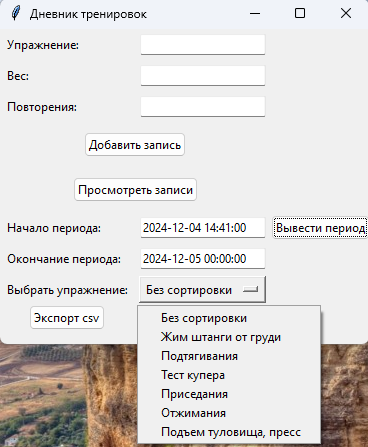 Дневник тренировок
Упражнение:
Вес:
Повторения:
Добавить запись
Просмотреть записи
Начало периода: 2024-12-04 14:41:00 Вывести период
Окончание периода: 2024-12-05 00:00:00
Выбрать упражнение: Без сортировки
Экспорт csv
Без сортировки
Жим штанги от груди
Подтягивания
Тест купера
Приседания
Отжимания
Подъем туловища, пресс